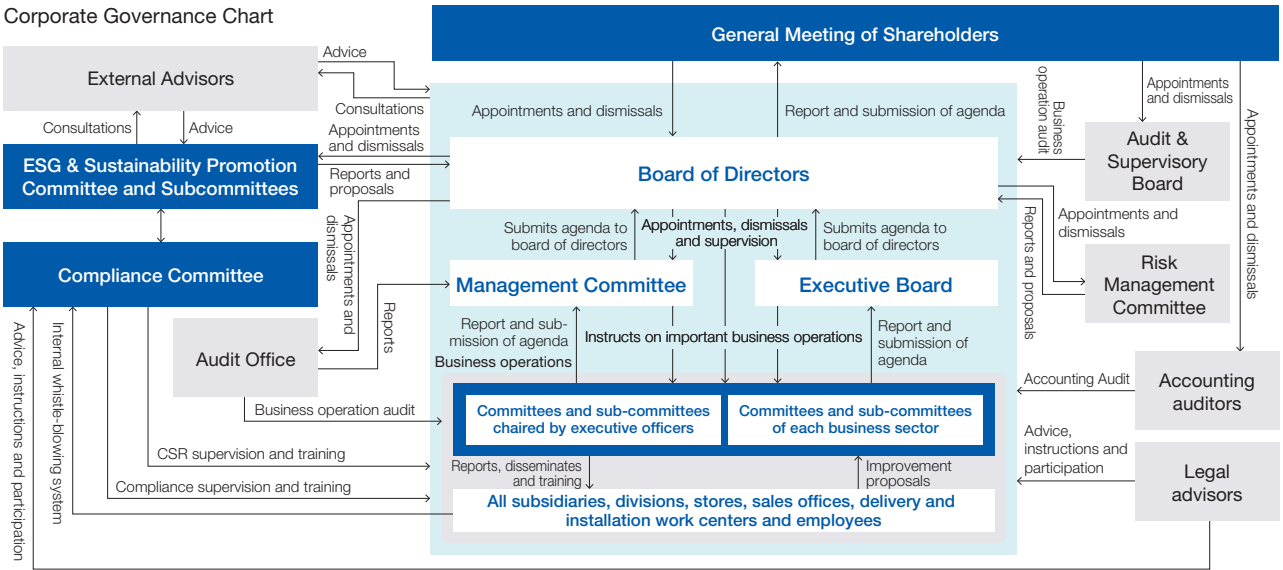 Corporate Governance Chart
General Meeting of Shareholders
External Advisors
Advice
Consultations
Consultations
Advice
Appointments and dismissals
Report and submission of agenda
Business
operation audit
Appointments
and dismissals
Appointments and dismissals
ESG & Sustainability Promotion
Committee and Subcommittees
Appointments
and dismissals
Reports and
proposals
Board of Directors
Audit &
Supervisory
Board
Appointments and
dismissals
Submits agenda to
board of directors
Appointments, dismissals
and supervision
Submits agenda to
board of directors
Reports and proposals
Appointments and
dismissals
Compliance Committee
Management Committee
Executive Board
Risk
Management
Committee
Advice, instructions and participation
Internal whistle-blowing system
Audit Office
Reports
Report and sub-
mission of agenda
Business operations
Instructs on important business operations
Report and
submission of
agenda
Accounting Audit
Accounting
auditors
Business operation audit
Committees and sub-committees
chaired by executive officers
Committees and sub-committees
of each business sector
CSR supervision and training
Reports, disseminates
and training
Improvement
proposals
Advice,
instructions and
participation
Legal
advisors
Compliance supervision and training
All subsidiaries, divisions, stores, sales offices, delivery and
installation work centers and employees